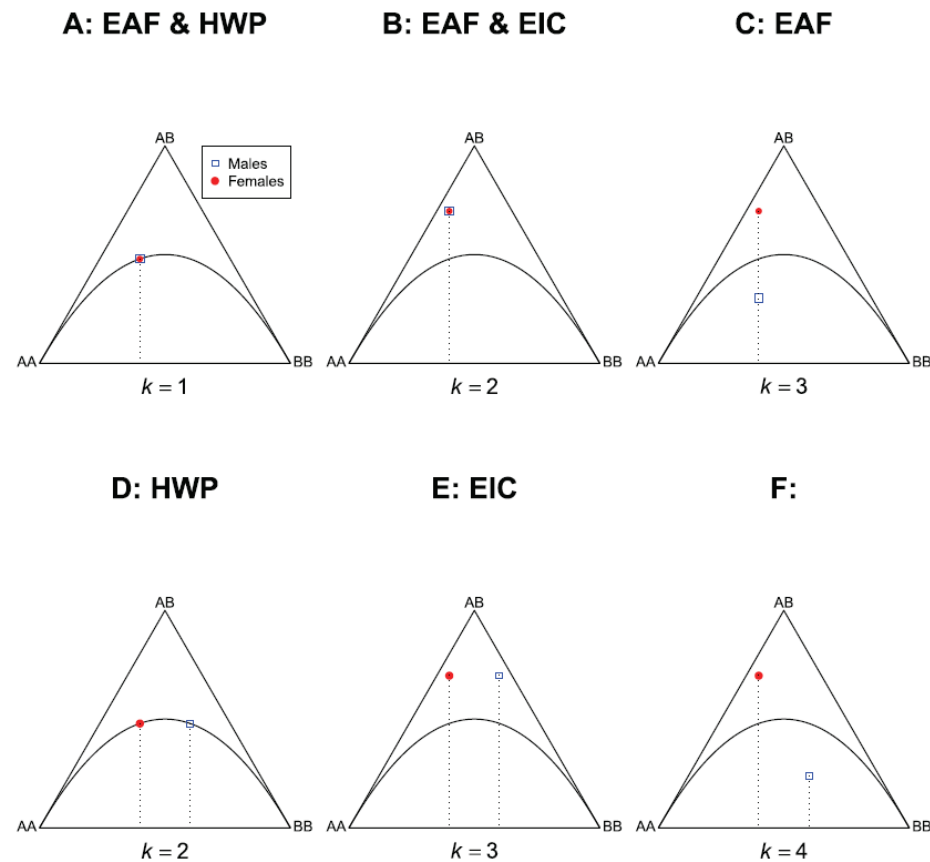 A: EAF & HWP
B: EAF & EIC
C: EAF
AB
Males
Females
AA
BB
k = 1
AB
AA
BB
k = 2
AB
AA
BB
k = 3
D: HWP
E: EIC
F:
AB
AA
BB
k = 2
AB
AA
BB
k = 3
AB
AA
BB
k = 4